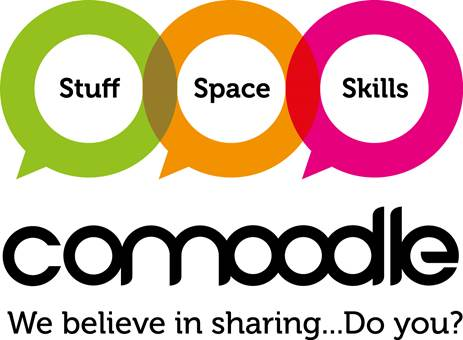 Stuff Space Skills
comoodle
We believe in sharing...Do you?